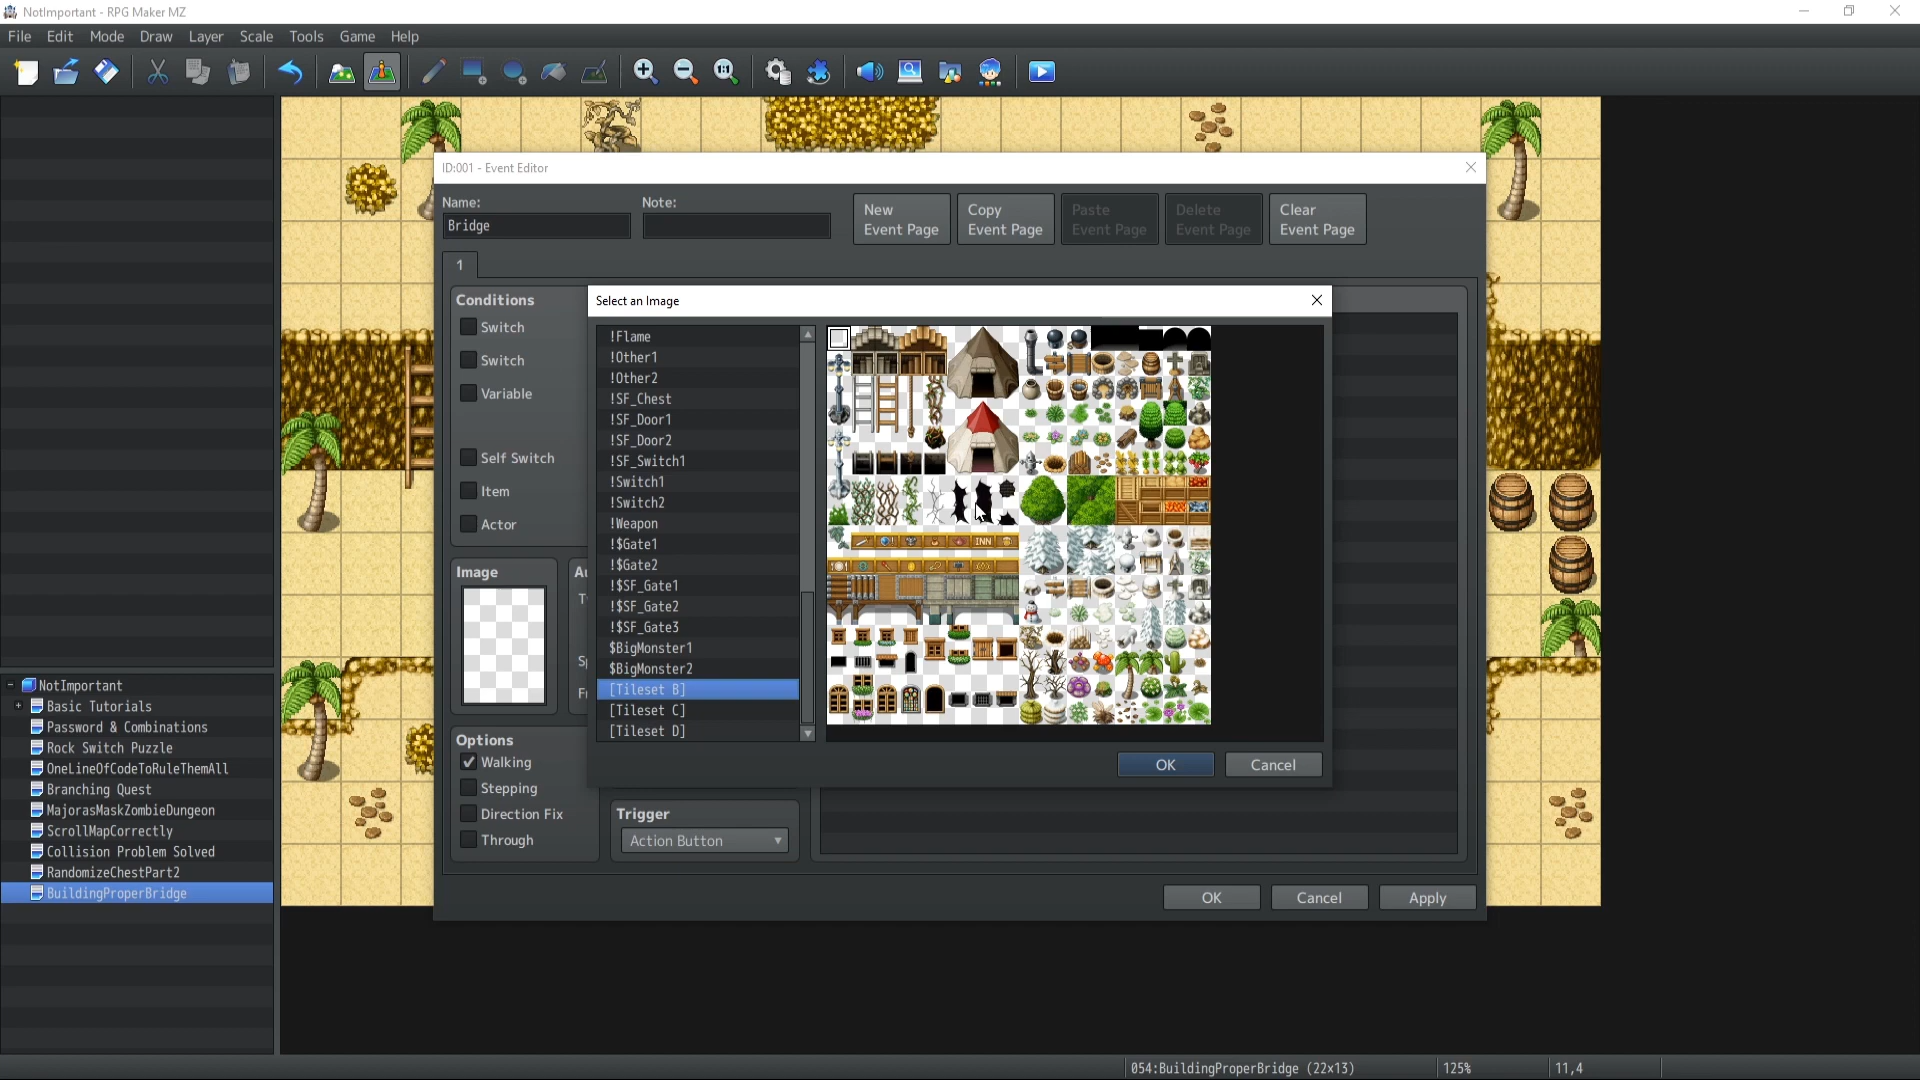 NotImportant - RPG Maker MZ
File Edit Mode Draw Layer Scale Tools Game Help
1:1
ID:001 - Event Editor
Name:
Note:
Bridge
New Event Page
Copy Event Page
Paste Event Page
Delete Event Page
Clear Event Page
1
Conditions
Switch
Switch
Variable
Self Switch
Item
Actor
Image
Options
Walking
Stepping
Direction Fix
Through
Trigger
Action Button
Select an Image
!Flame
!Other1
!Other2
!SF_Chest
!SF_Door1
!SF_Door2
!SF_Switch1
!Switch1
!Switch2
!Weapon
!$Gate1
!$Gate2
!$SF_Gate1
!$SF_Gate2
!$SF_Gate3
$BigMonster1
$BigMonster2
[Tileset B]
[Tileset C]
[Tileset D]
INN
OK
Cancel
OK
Cancel
Apply
NotImportant
Basic Tutorials
Password & Combinations
Rock Switch Puzzle
OneLineOfCodeToRuleThemAll
Branching Quest
MajorasMaskZombieDungeon
ScrollMapCorrectly
Collision Problem Solved
RandomizeChestPart2
BuildingProperBridge
054:BuildingProperBridge (22x13)
125%
11,4